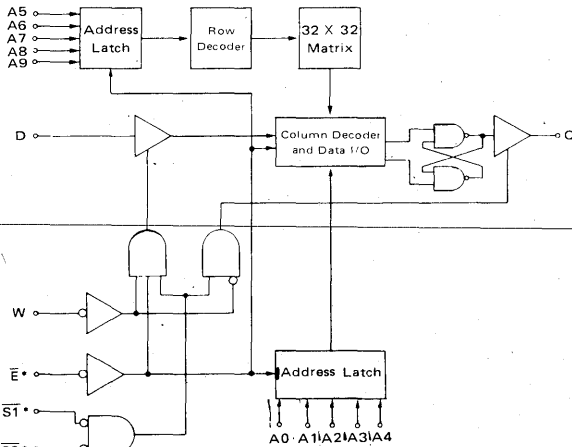 A5
A6
A7
A8
A9
Address
Latch
Row
Decoder
32 X 32
Matrix
D
Column Decoder
and Data I/O
Q
W
E*
S1*
Address Latch
A0 A1 A2 A3 A4